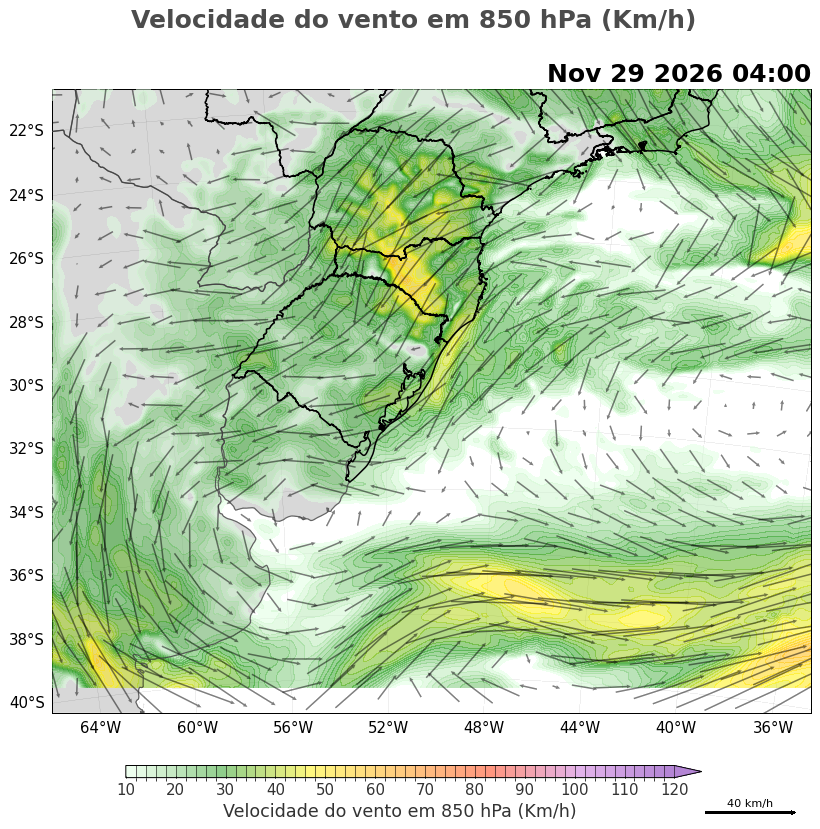 Velocidade do vento em 850 hPa (Km/h)
Nov 29 2026 04:00
22°S
24°S
26°S
28°S
30°S
32°S
34°S
36°S
38°S
40°S
64°W 60°W 56°W 52°W 48°W 44°W 40°W 36°W
10 20 30 40 50 60 70 80 90 100 110 120
Velocidade do vento em 850 hPa (Km/h)
40 km/h